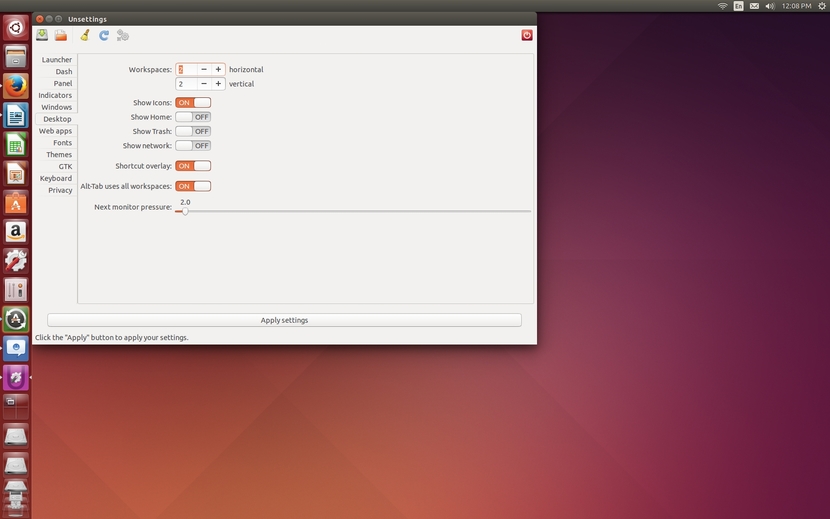 Unsettings
En
12:08 PM
Launcher
Dash
Panel
Indicators
Windows
Desktop
Web apps
Fonts
Themes
GTK
Keyboard
Privacy
Workspaces: 2 − + horizontal
2 − + vertical
Show Icons: ON
Show Home: OFF
Show Trash: OFF
Show network: OFF
Shortcut overlay: ON
Alt-Tab uses all workspaces: ON
2.0
Next monitor pressure:
Apply settings
Click the "Apply" button to apply your settings.
a